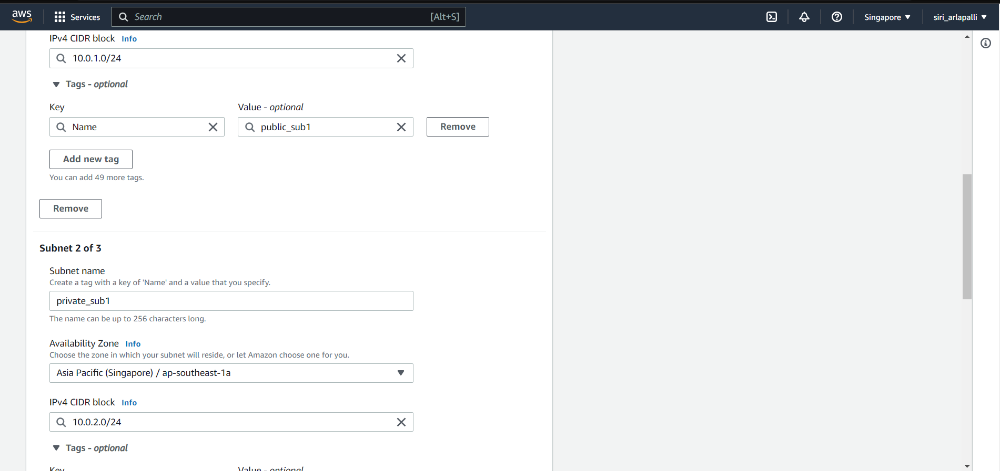 aws Services Search [Alt+S] Singapore siri_arlapalli
IPv4 CIDR block Info
10.0.1.0/24
Tags - optional
Key Value - optional
Name public_sub1 Remove
Add new tag
You can add 49 more tags.
Remove
Subnet 2 of 3
Subnet name
Create a tag with a key of 'Name' and a value that you specify.
private_sub1
The name can be up to 256 characters long.
Availability Zone Info
Choose the zone in which your subnet will reside, or let Amazon choose one for you.
Asia Pacific (Singapore) / ap-southeast-1a
IPv4 CIDR block Info
10.0.2.0/24
Tags - optional
Key Value - optional